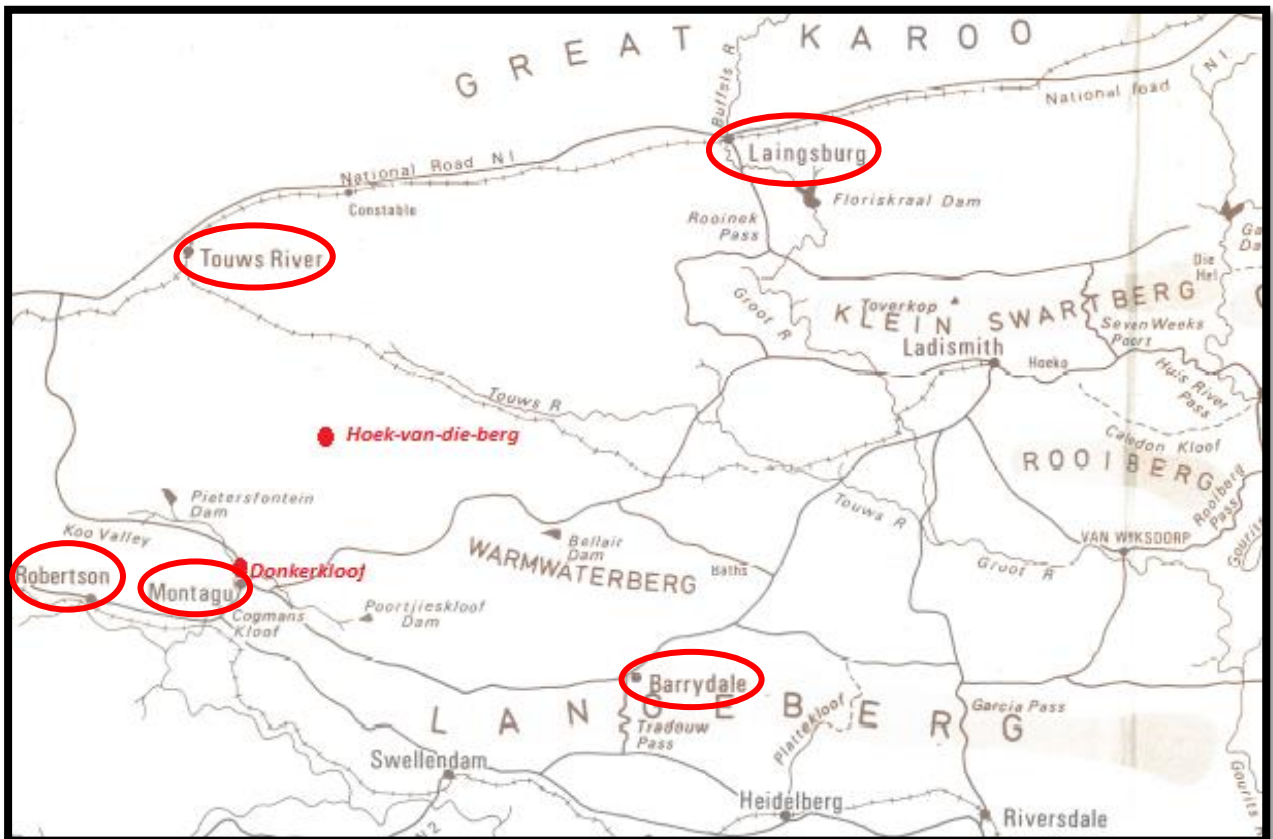 GREAT KAROO
Buffels R
N1
National road
National Road N1
Laingsburg
Constable
Floriskraal Dam
Rooinek
Pass
Touws River
Die
Hel
Groot R
Toverkop
KLEIN SWARTBERG
Seven Weeks
Poort
Ladismith
Hoeko
Huis River
Pass
Touws R
Hoek-van-die-berg
Caledon Kloof
ROOIBERG
Rooiberg
Pass
Pietersfontein
Dam
Touws R
Gourits
Koo Valley
Bellair
Dam
VAN WYKSDORP
WARMWATERBERG
Baths
Groot R
Donkerkloof
Robertson
Montagu
Cogmans
Kloof
Poortjieskloof
Dam
Barrydale
LANGEBERG
Tradouw
Pass
Plattekloof
Garcia Pass
Swellendam
Gourits
Heidelberg
Riversdale
N2